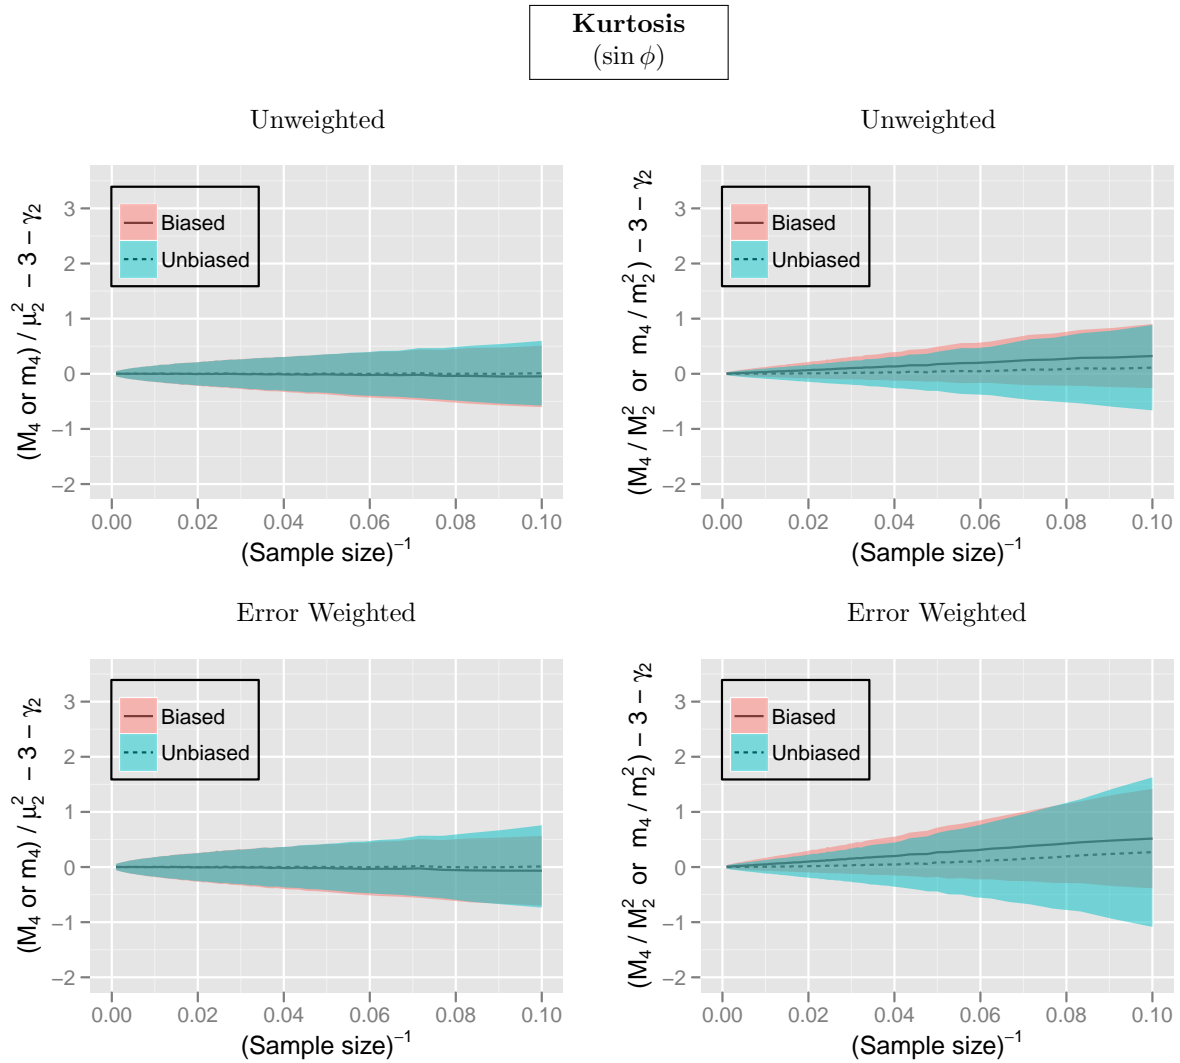 Kurtosis
(sin ϕ)
Unweighted
(M₄ or m₄) / μ₂² − 3 − γ₂
3
2
1
0
−1
−2
Biased
Unbiased
0.00 0.02 0.04 0.06 0.08 0.10
(Sample size)⁻¹
Unweighted
(M₄ / M₂² or m₄ / m₂²) − 3 − γ₂
3
2
1
0
−1
−2
Biased
Unbiased
0.00 0.02 0.04 0.06 0.08 0.10
(Sample size)⁻¹
Error Weighted
(M₄ or m₄) / μ₂² − 3 − γ₂
3
2
1
0
−1
−2
Biased
Unbiased
0.00 0.02 0.04 0.06 0.08 0.10
(Sample size)⁻¹
Error Weighted
(M₄ / M₂² or m₄ / m₂²) − 3 − γ₂
3
2
1
0
−1
−2
Biased
Unbiased
0.00 0.02 0.04 0.06 0.08 0.10
(Sample size)⁻¹